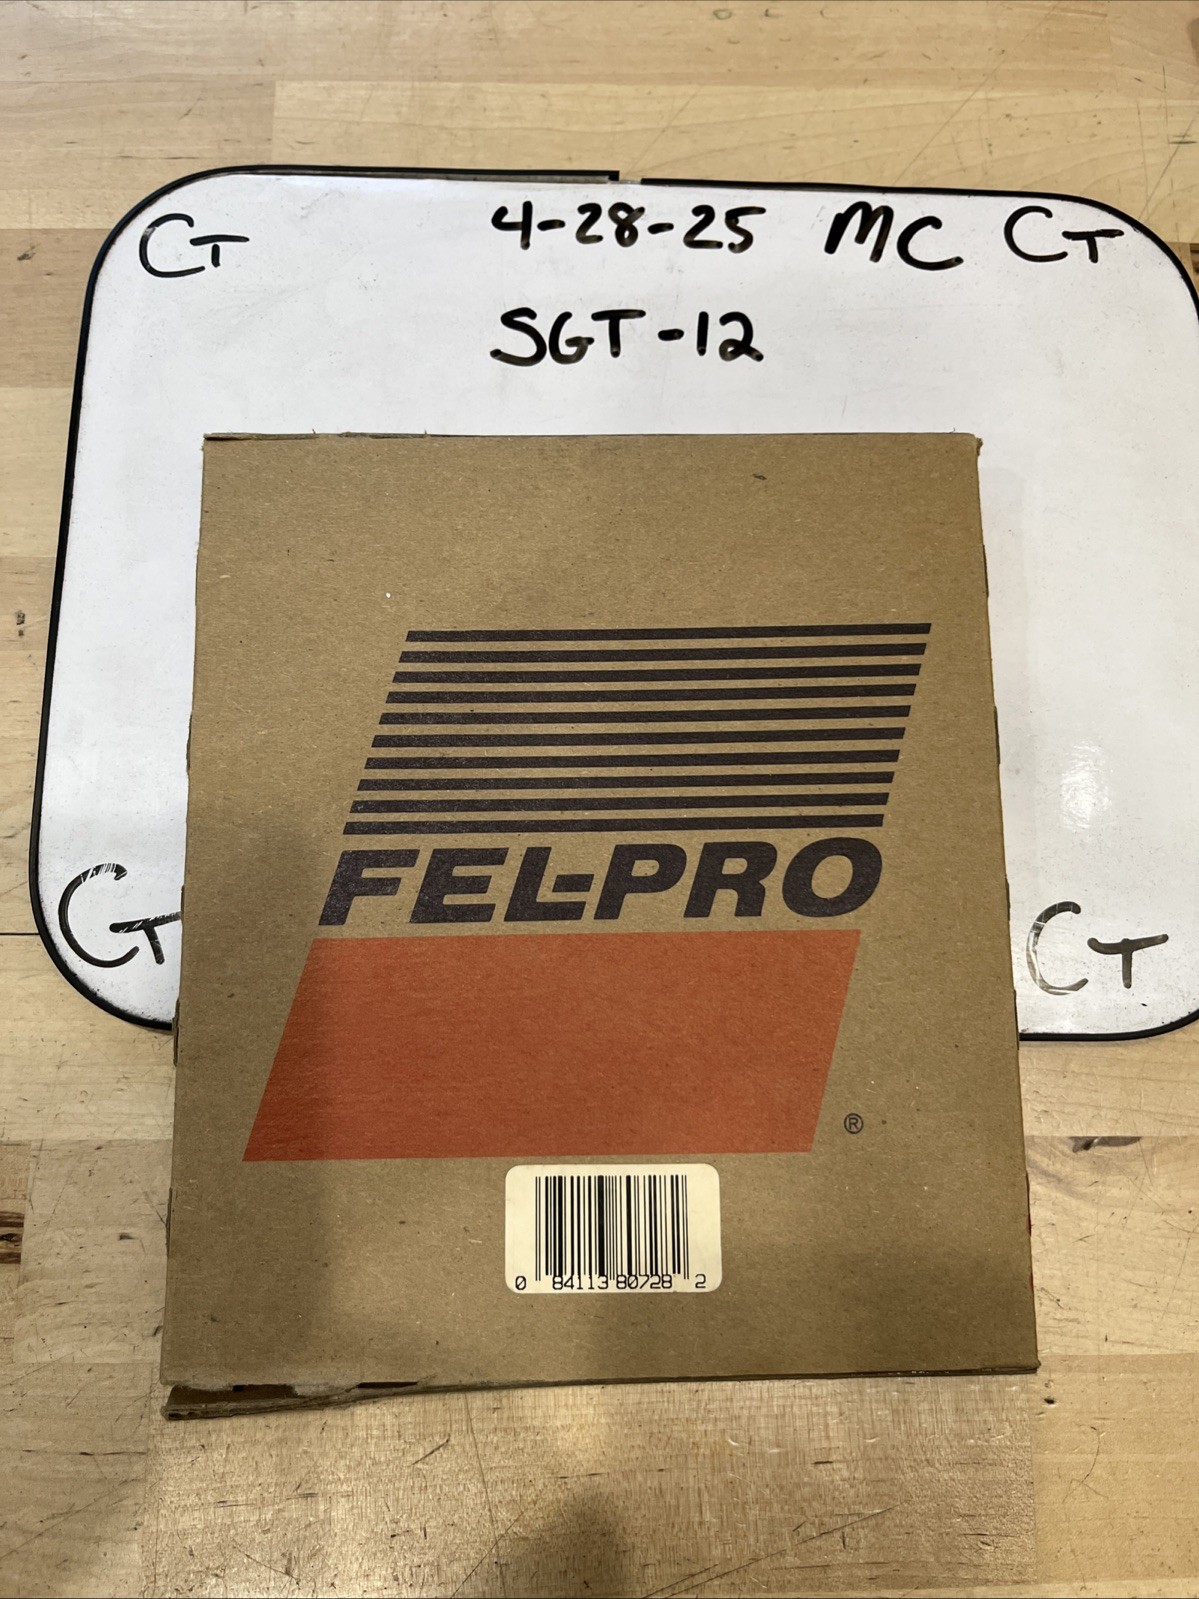 CT 4-28-25 MC CT
SGT-12
FEL-PRO
CT CT
®
0 84113 80728 2